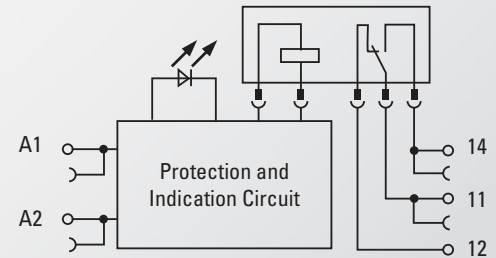 A1
14
Protection and
Indication Circuit
11
A2
12